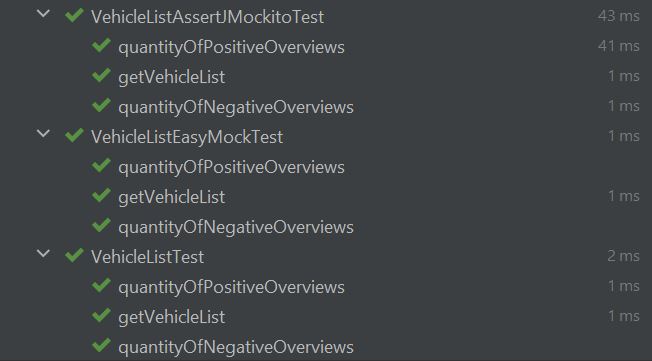 VehicleListAssertJMockitoTest 43 ms
quantityOfPositiveOverviews 41 ms
getVehicleList 1 ms
quantityOfNegativeOverviews 1 ms
VehicleListEasyMockTest 1 ms
quantityOfPositiveOverviews
getVehicleList 1 ms
quantityOfNegativeOverviews
VehicleListTest 2 ms
quantityOfPositiveOverviews 1 ms
getVehicleList 1 ms
quantityOfNegativeOverviews